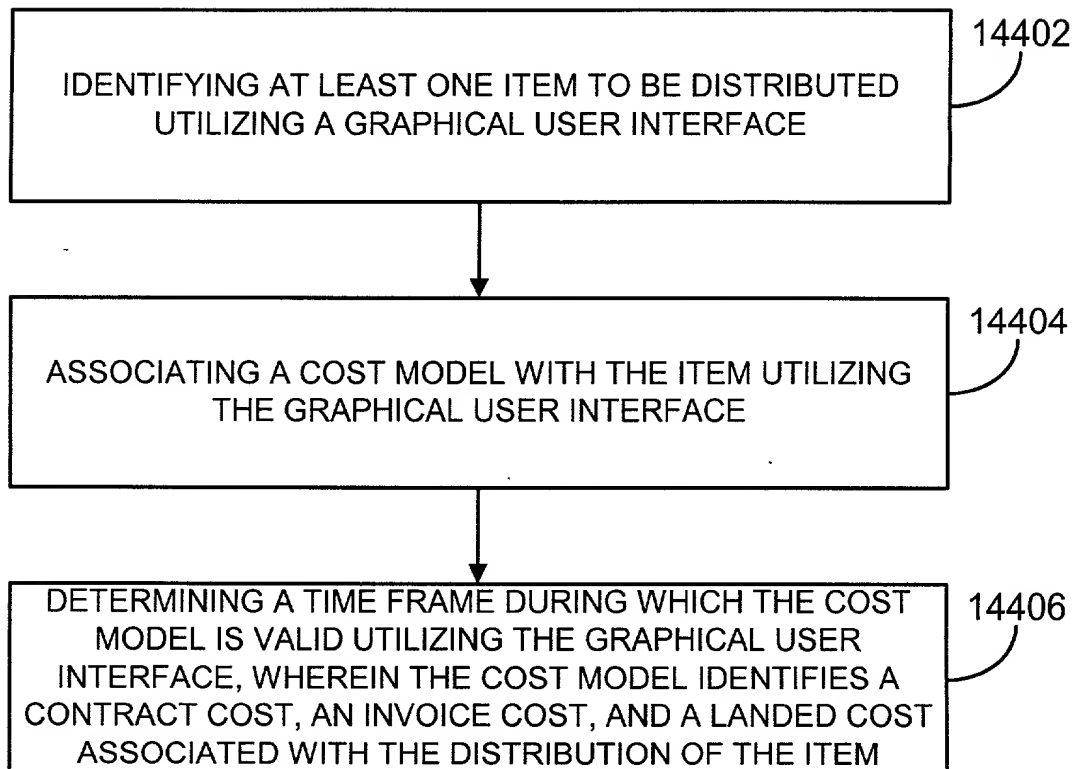 14402
IDENTIFYING AT LEAST ONE ITEM TO BE DISTRIBUTED
UTILIZING A GRAPHICAL USER INTERFACE
14404
ASSOCIATING A COST MODEL WITH THE ITEM UTILIZING
THE GRAPHICAL USER INTERFACE
14406
DETERMINING A TIME FRAME DURING WHICH THE COST
MODEL IS VALID UTILIZING THE GRAPHICAL USER
INTERFACE, WHEREIN THE COST MODEL IDENTIFIES A
CONTRACT COST, AN INVOICE COST, AND A LANDED COST
ASSOCIATED WITH THE DISTRIBUTION OF THE ITEM